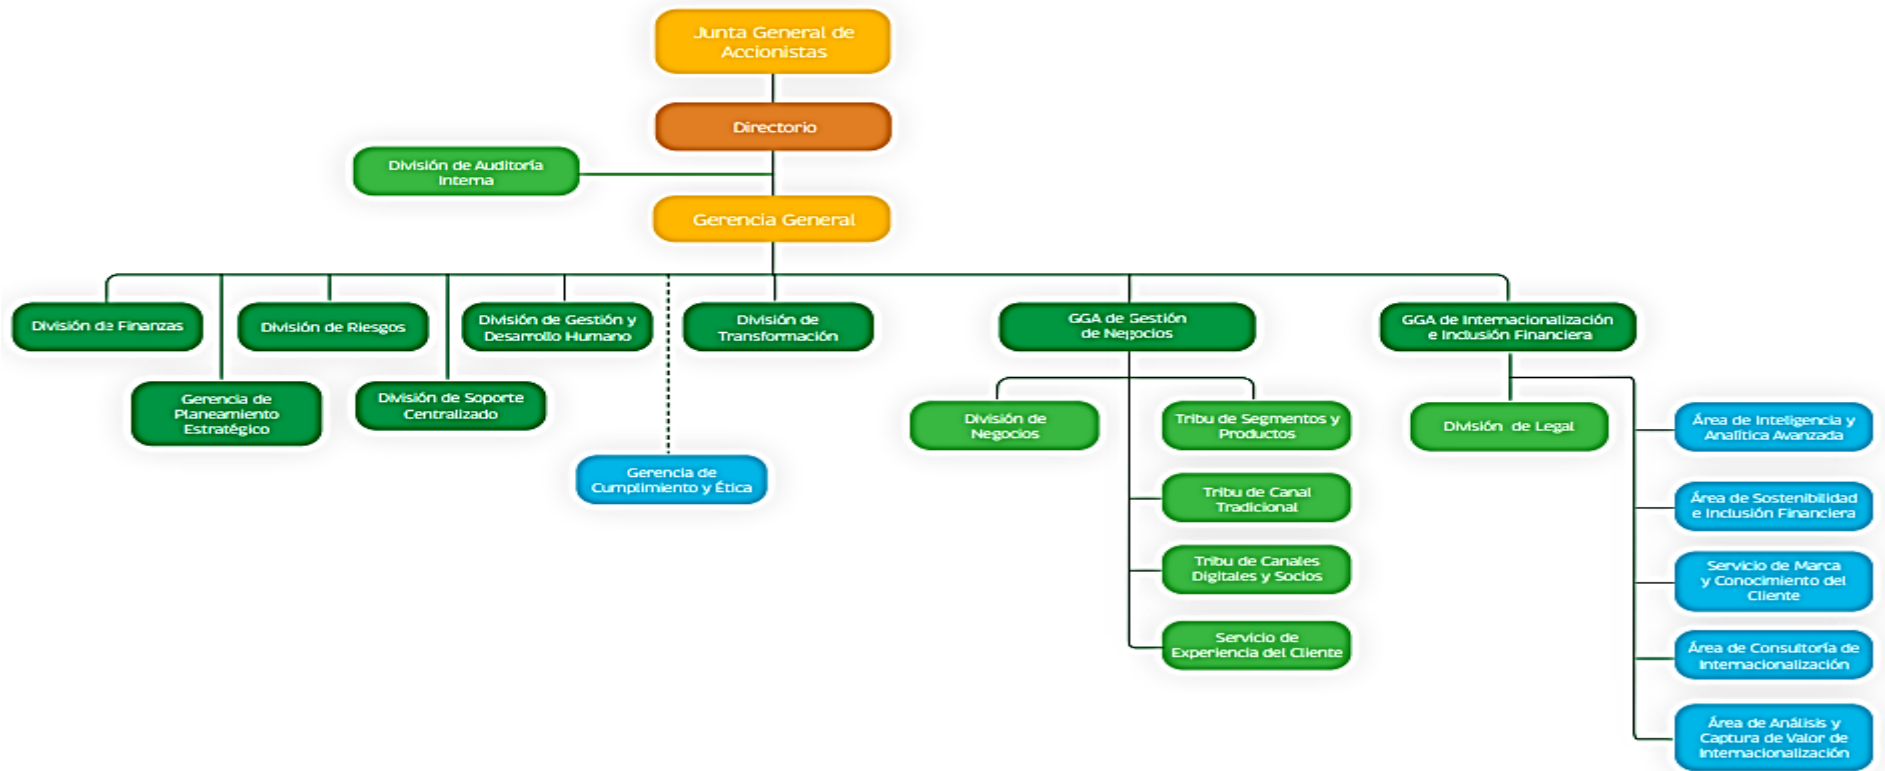 Junta General de
Accionistas
Directorio
División de Auditoría
Interna
Gerencia General
División de Finanzas
División de Riesgos
División de Gestión y
Desarrollo Humano
División de
Transformación
GGA de Gestión
de Negocios
GGA de Internacionalización
e Inclusión Financiera
Gerencia de
Planeamiento
Estratégico
División de Soporte
Centralizado
Gerencia de
Cumplimiento y Ética
División de
Negocios
Tribu de Segmentos y
Productos
Tribu de Canal
Tradicional
Tribu de Canales
Digitales y Socios
Servicio de
Experiencia del Cliente
División de Legal
Área de Inteligencia y
Analítica Avanzada
Área de Sostenibilidad
e Inclusión Financiera
Servicio de Marca
y Conocimiento del
Cliente
Área de Consultoría de
Internacionalización
Área de Análisis y
Captura de Valor de
Internacionalización